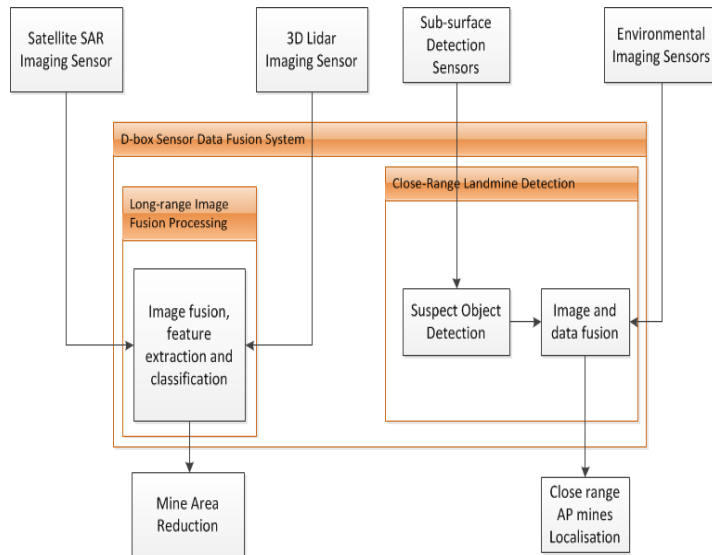 Satellite SAR
Imaging Sensor
3D Lidar
Imaging Sensor
Sub-surface
Detection
Sensors
Environmental
Imaging Sensors
D-box Sensor Data Fusion System
Long-range Image
Fusion Processing
Close-Range Landmine Detection
Image fusion,
feature
extraction and
classification
Suspect Object
Detection
Image and
data fusion
Mine Area
Reduction
Close range
AP mines
Localisation